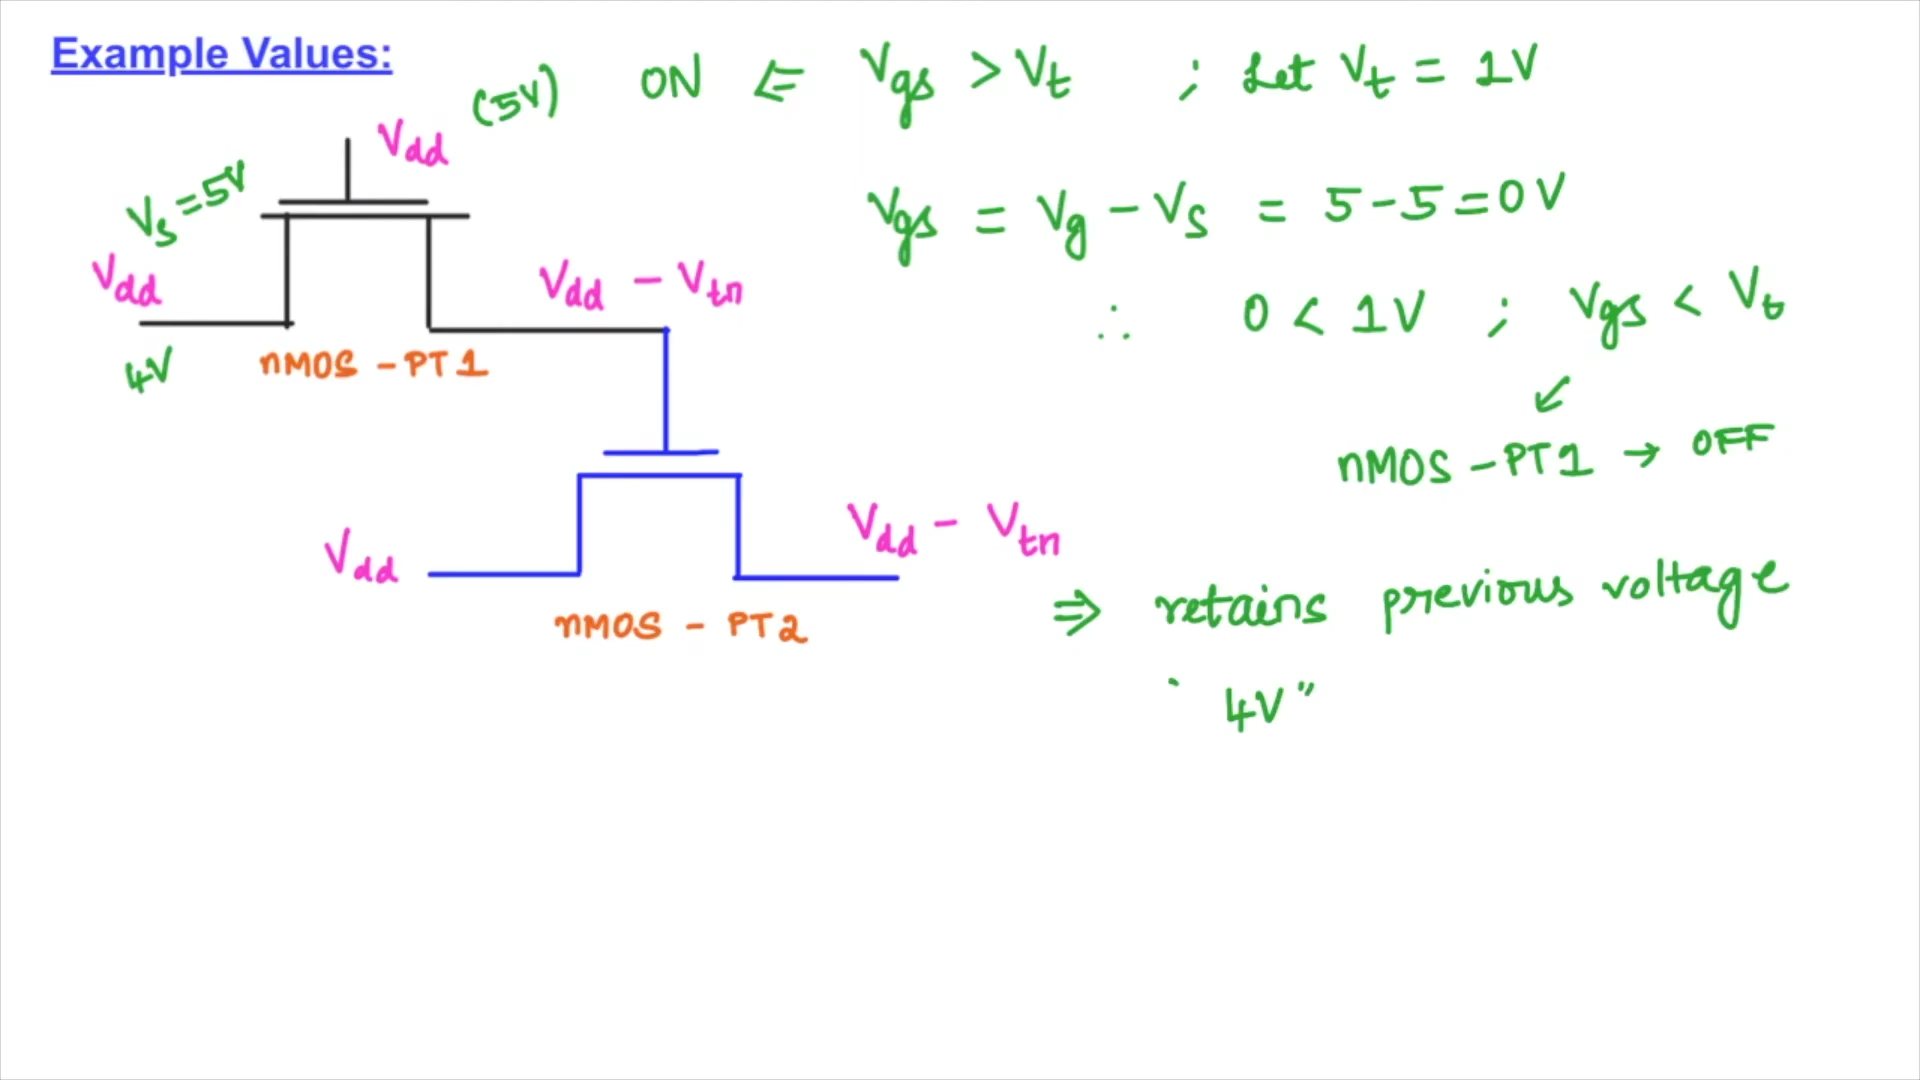 Example Values:
(5V) ON ⇐ Vgs > Vt ; Let Vt = 1V
Vdd
Vs = 5V
Vgs = Vg - Vs = 5 - 5 = 0V
Vdd
Vdd - Vtn
∴ 0 < 1V ; Vgs < Vt
4V
nMOS - PT1
↙
nMOS - PT1 → OFF
Vdd
Vdd - Vtn
nMOS - PT2
⇒ retains previous voltage
` 4V "